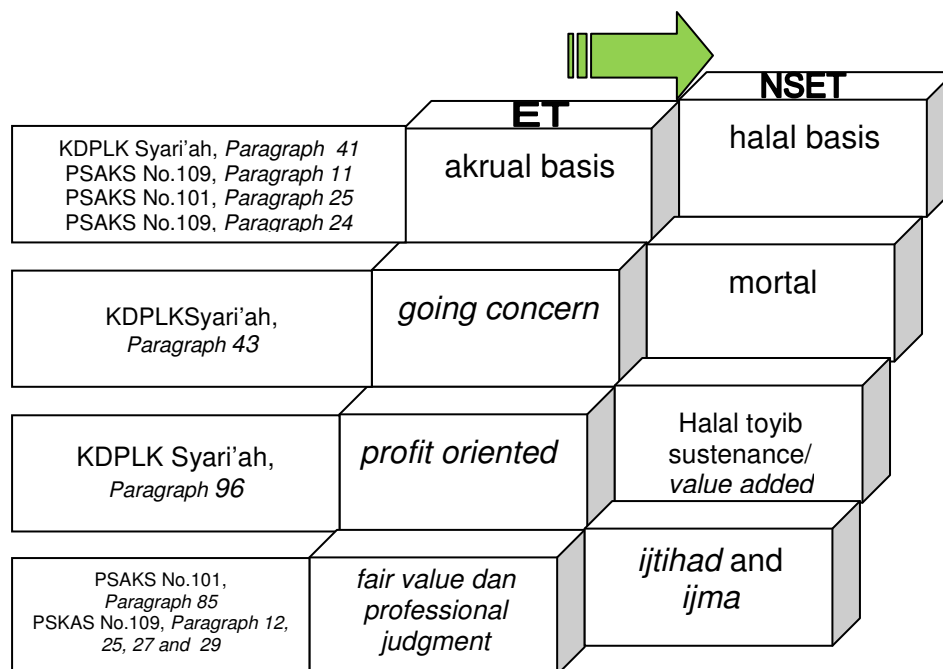 ET
NSET
KDPLK Syari'ah, Paragraph 41
PSAKS No.109, Paragraph 11
PSAKS No.101, Paragraph 25
PSAKS No.109, Paragraph 24
akrual basis
halal basis
KDPLKSyari'ah,
Paragraph 43
going concern
mortal
KDPLK Syari'ah,
Paragraph 96
profit oriented
Halal toyib
sustenance/
value added
PSAKS No.101,
Paragraph 85
PSKAS No.109, Paragraph 12,
25, 27 and 29
fair value dan
professional
judgment
ijtihad and
ijma